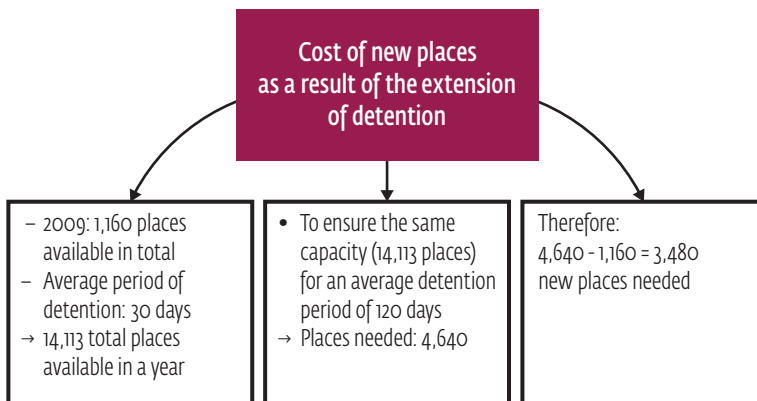 Cost of new places
as a result of the extension
of detention
– 2009: 1,160 places
available in total
– Average period of
detention: 30 days
→ 14,113 total places
available in a year
• To ensure the same
capacity (14,113 places)
for an average detention
period of 120 days
→ Places needed: 4,640
Therefore:
4,640 - 1,160 = 3,480
new places needed